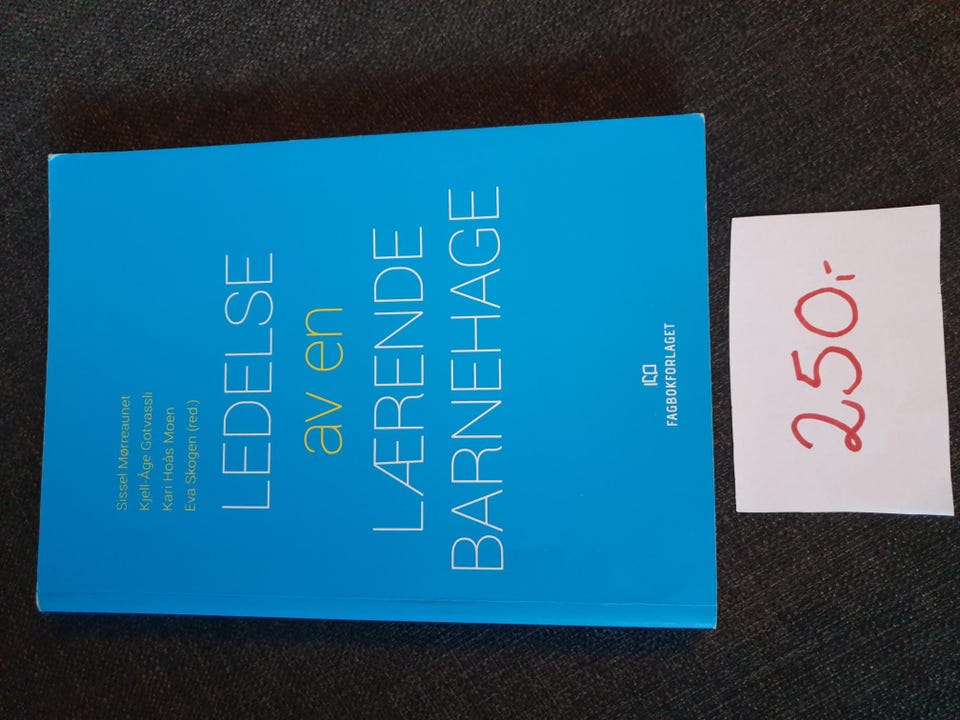 Sissel Mørreaunet
Kjell-Åge Gotvassli
Kari Hoås Moen
Eva Skogen (red.)
LEDELSE
av en
LÆRENDE
BARNEHAGE
FAGBOKFORLAGET
250,-